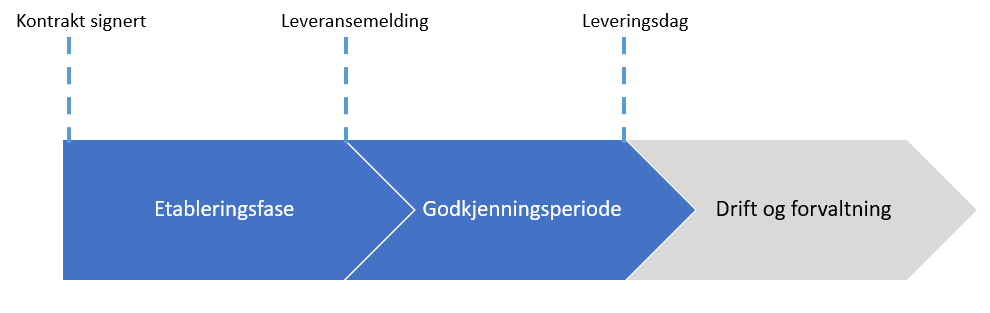 Kontrakt signert
Leveransemelding
Leveringsdag
Etableringsfase
Godkjenningsperiode
Drift og forvaltning